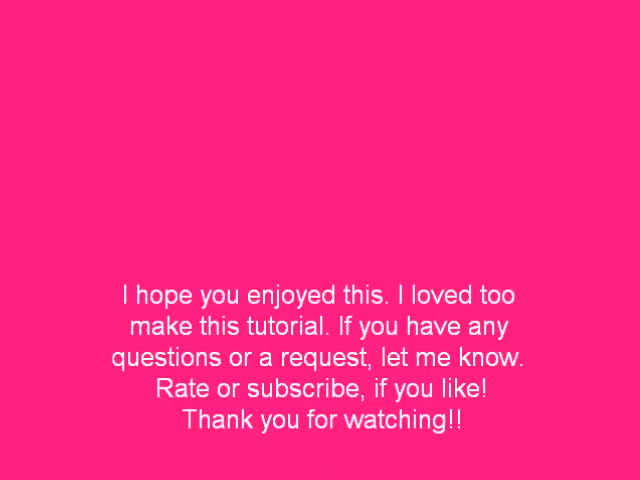 I hope you enjoyed this. I loved too
make this tutorial. If you have any
questions or a request, let me know.
Rate or subscribe, if you like!
Thank you for watching!!